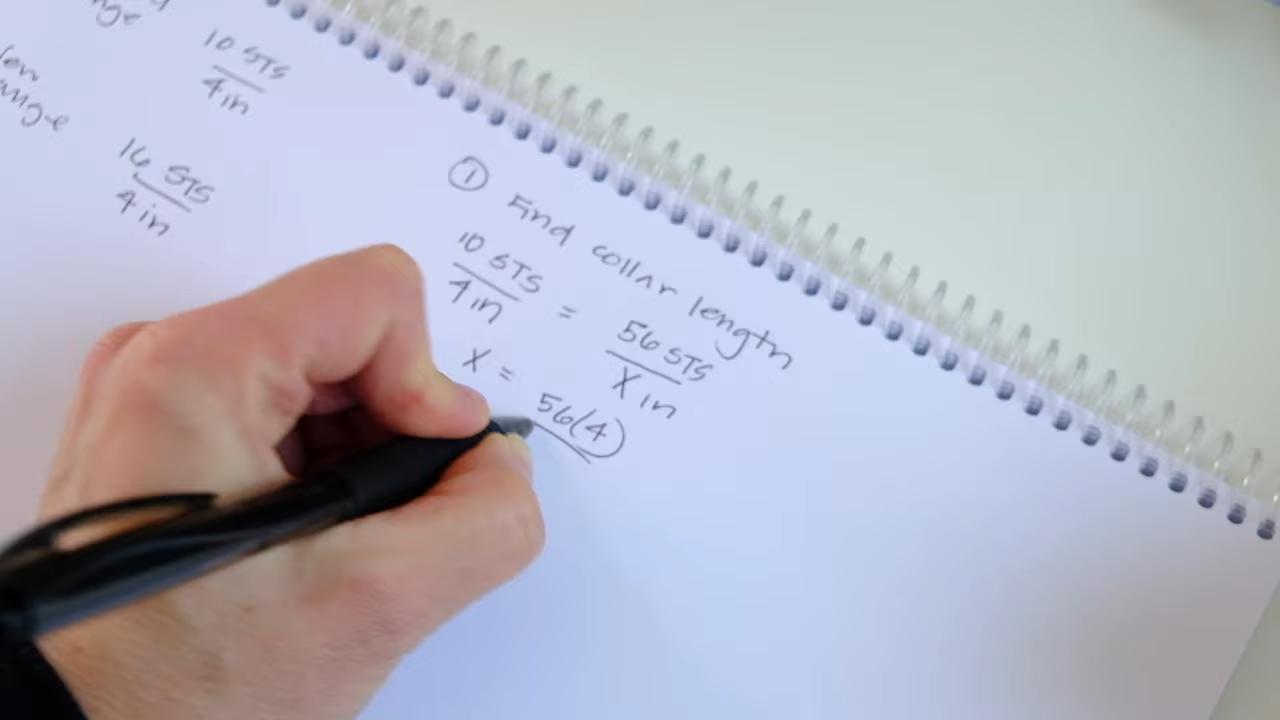 10 STS
4 in
16 STS
4 in
① Find collar length
10 STS = 56 STS
4 in X in
X = 56(4)